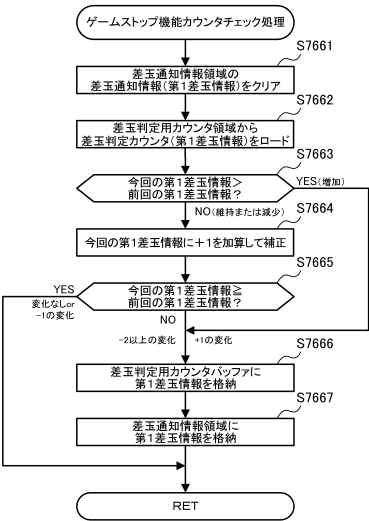 ゲームストップ機能カウンタチェック処理
S7661
差玉通知情報領域の
差玉通知情報(第1差玉情報)をクリア
S7662
差玉判定用カウンタ領域から
差玉判定カウンタ(第1差玉情報)をロード
S7663
今回の第1差玉情報＞
前回の第1差玉情報？
YES(増加)
NO(維持または減少)
S7664
今回の第1差玉情報に＋1を加算して補正
S7665
今回の第1差玉情報≧
前回の第1差玉情報？
YES
変化なしor
-1の変化
NO
-2以上の変化
+1の変化
S7666
差玉判定用カウンタバッファに
第1差玉情報を格納
S7667
差玉通知情報領域に
第1差玉情報を格納
RET